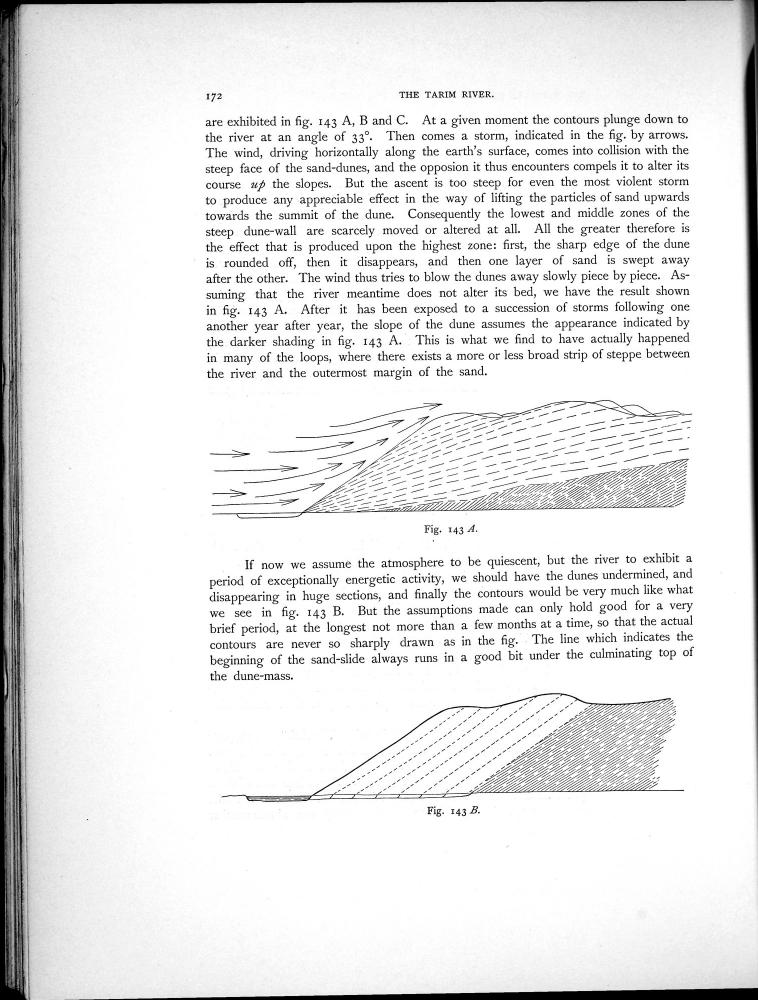 172
THE TARIM RIVER.
are exhibited in fig. 143 A, B and C. At a given moment the contours plunge down to
the river at an angle of 33°. Then comes a storm, indicated in the fig. by arrows.
The wind, driving horizontally along the earth's surface, comes into collision with the
steep face of the sand-dunes, and the opposition it thus encounters compels it to alter its
course up the slopes. But the ascent is too steep for even the most violent storm
to produce any appreciable effect in the way of lifting the particles of sand upwards
towards the summit of the dune. Consequently the lowest and middle zones of the
steep dune-wall are scarcely moved or altered at all. All the greater therefore is
the effect that is produced upon the highest zone: first, the sharp edge of the dune
is rounded off, then it disappears, and then one layer of sand is swept away
after the other. The wind thus tries to blow the dunes away slowly piece by piece. As-
suming that the river meantime does not alter its bed, we have the result shown
in fig. 143 A. After it has been exposed to a succession of storms following one
another year after year, the slope of the dune assumes the appearance indicated by
the darker shading in fig. 143 A. This is what we find to have actually happened
in many of the loops, where there exists a more or less broad strip of steppe between
the river and the outermost margin of the sand.
Fig. 143 A.
If now we assume the atmosphere to be quiescent, but the river to exhibit a
period of exceptionally energetic activity, we should have the dunes undermined, and
disappearing in huge sections, and finally the contours would be very much like what
we see in fig. 143 B. But the assumptions made can only hold good for a very
brief period, at the longest not more than a few months at a time, so that the actual
contours are never so sharply drawn as in the fig. The line which indicates the
beginning of the sand-slide always runs in a good bit under the culminating top of
the dune-mass.
Fig. 143 B.